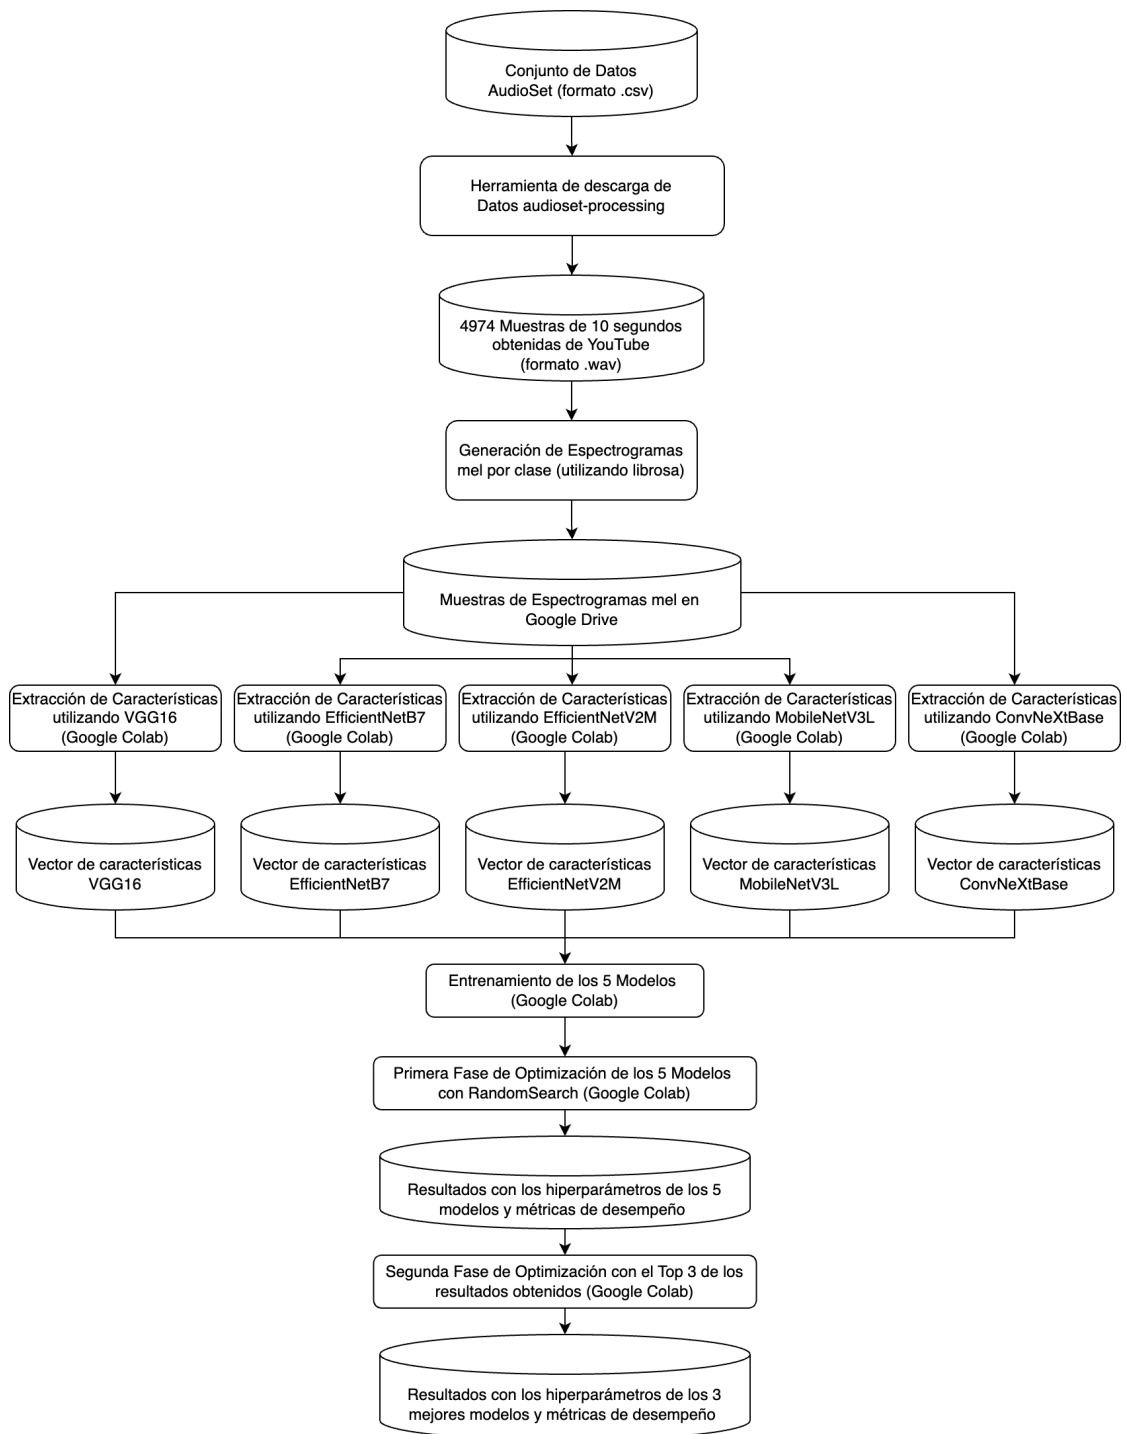 Conjunto de Datos
AudioSet (formato .csv)
Herramienta de descarga de
Datos audioset-processing
4974 Muestras de 10 segundos
obtenidas de YouTube
(formato .wav)
Generación de Espectrogramas
mel por clase (utilizando librosa)
Muestras de Espectrogramas mel en
Google Drive
Extracción de Características
utilizando VGG16
(Google Colab)
Extracción de Características
utilizando EfficientNetB7
(Google Colab)
Extracción de Características
utilizando EfficientNetV2M
(Google Colab)
Extracción de Características
utilizando MobileNetV3L
(Google Colab)
Extracción de Características
utilizando ConvNeXtBase
(Google Colab)
Vector de características
VGG16
Vector de características
EfficientNetB7
Vector de características
EfficientNetV2M
Vector de características
MobileNetV3L
Vector de características
ConvNeXtBase
Entrenamiento de los 5 Modelos
(Google Colab)
Primera Fase de Optimización de los 5 Modelos
con RandomSearch (Google Colab)
Resultados con los hiperparámetros de los 5
modelos y métricas de desempeño
Segunda Fase de Optimización con el Top 3 de los
resultados obtenidos (Google Colab)
Resultados con los hiperparámetros de los 3
mejores modelos y métricas de desempeño